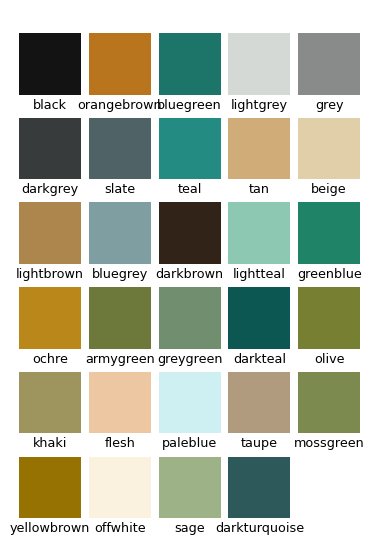 black orangebrown bluegreen lightgrey grey
darkgrey slate teal tan beige
lightbrown bluegrey darkbrown lightteal greenblue
ochre armygreen greygreen darkteal olive
khaki flesh paleblue taupe mossgreen
yellowbrown offwhite sage darkturquoise